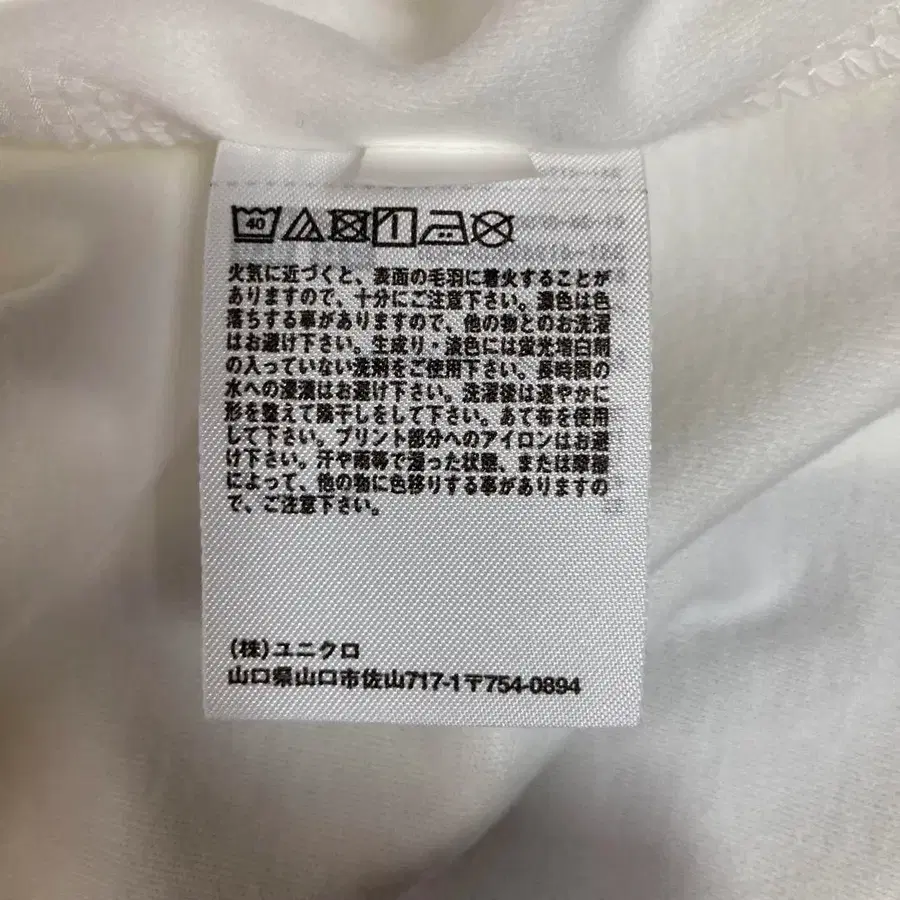 40
火気に近づくと、表面の毛羽に着火することが
ありますので、十分にご注意下さい。濃色は色
落ちする事がありますので、他の物とのお洗濯
はお避け下さい。生成り・淡色には蛍光増白剤
の入っていない洗剤をご使用下さい。長時間の
水への浸漬はお避け下さい。洗濯後は速やかに
形を整えて陰干しをして下さい。あて布を使用
して下さい。プリント部分へのアイロンはお避
け下さい。汗や雨等で湿った状態、または摩擦
によって、他の物に色移りする事がありますの
で、ご注意下さい。
(株)ユニクロ
山口県山口市佐山717-1〒754-0894